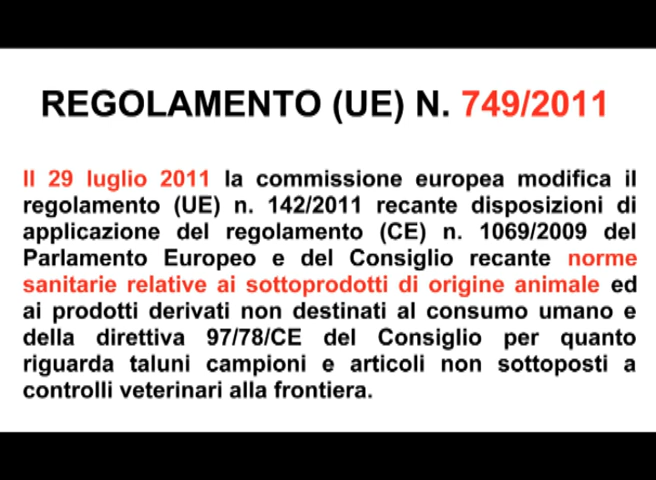 REGOLAMENTO (UE) N. 749/2011
Il 29 luglio 2011 la commissione europea modifica il
regolamento (UE) n. 142/2011 recante disposizioni di
applicazione del regolamento (CE) n. 1069/2009 del
Parlamento Europeo e del Consiglio recante norme
sanitarie relative ai sottoprodotti di origine animale ed
ai prodotti derivati non destinati al consumo umano e
della direttiva 97/78/CE del Consiglio per quanto
riguarda taluni campioni e articoli non sottoposti a
controlli veterinari alla frontiera.